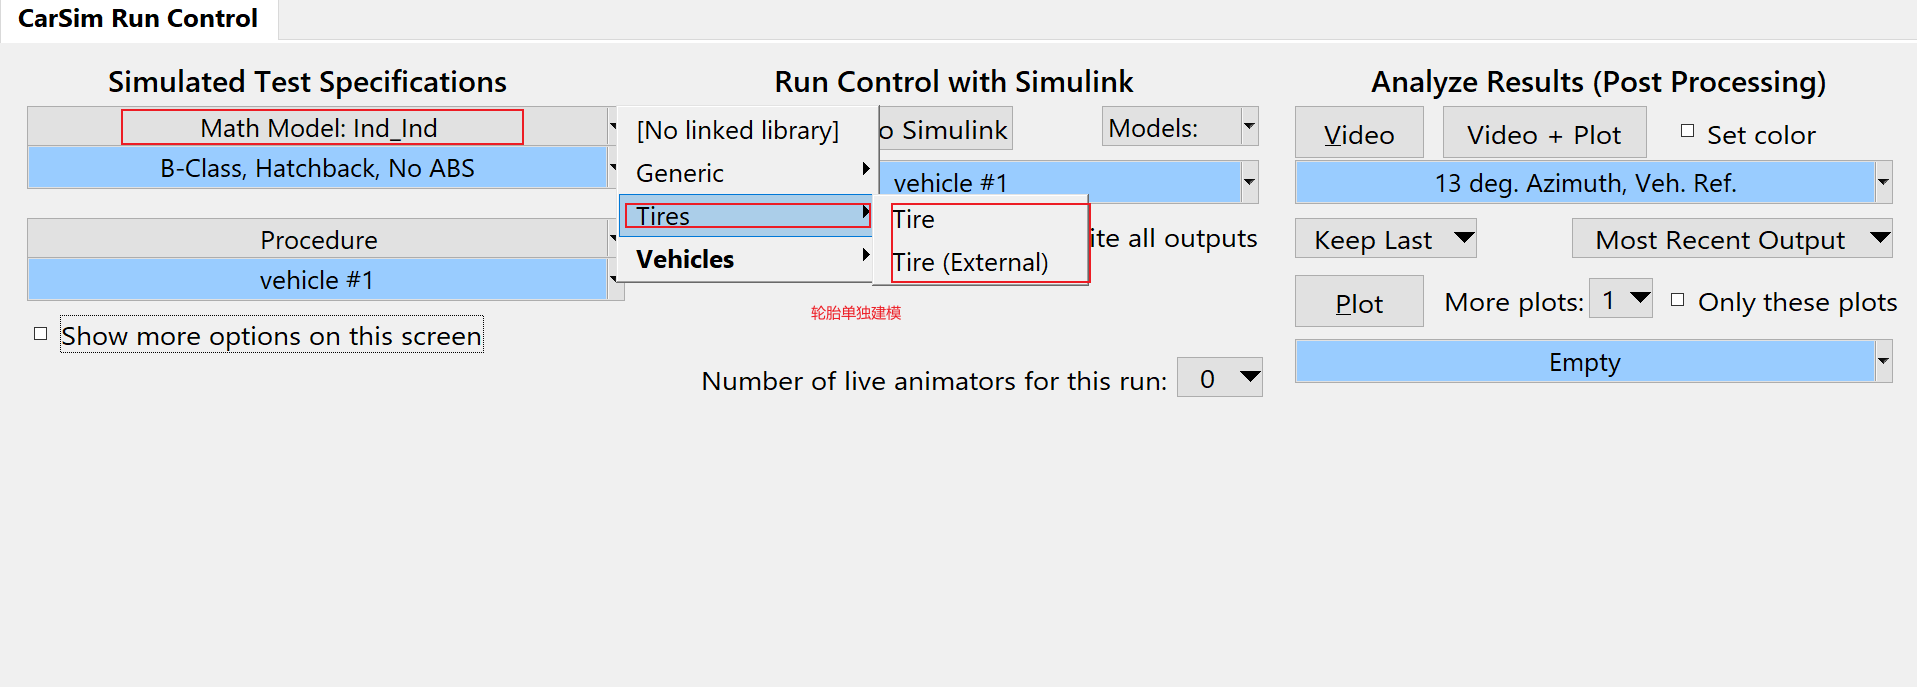 CarSim Run Control
Simulated Test Specifications
Math Model: Ind_Ind
B-Class, Hatchback, No ABS
Procedure
vehicle #1
Show more options on this screen
Run Control with Simulink
[No linked library]
Generic
Tires
Vehicles
Tire
Tire (External)
o Simulink
Models:
vehicle #1
ite all outputs
轮胎单独建模
Number of live animators for this run:
0
Analyze Results (Post Processing)
Video
Video + Plot
Set color
13 deg. Azimuth, Veh. Ref.
Keep Last
Most Recent Output
Plot
More plots:
1
Only these plots
Empty